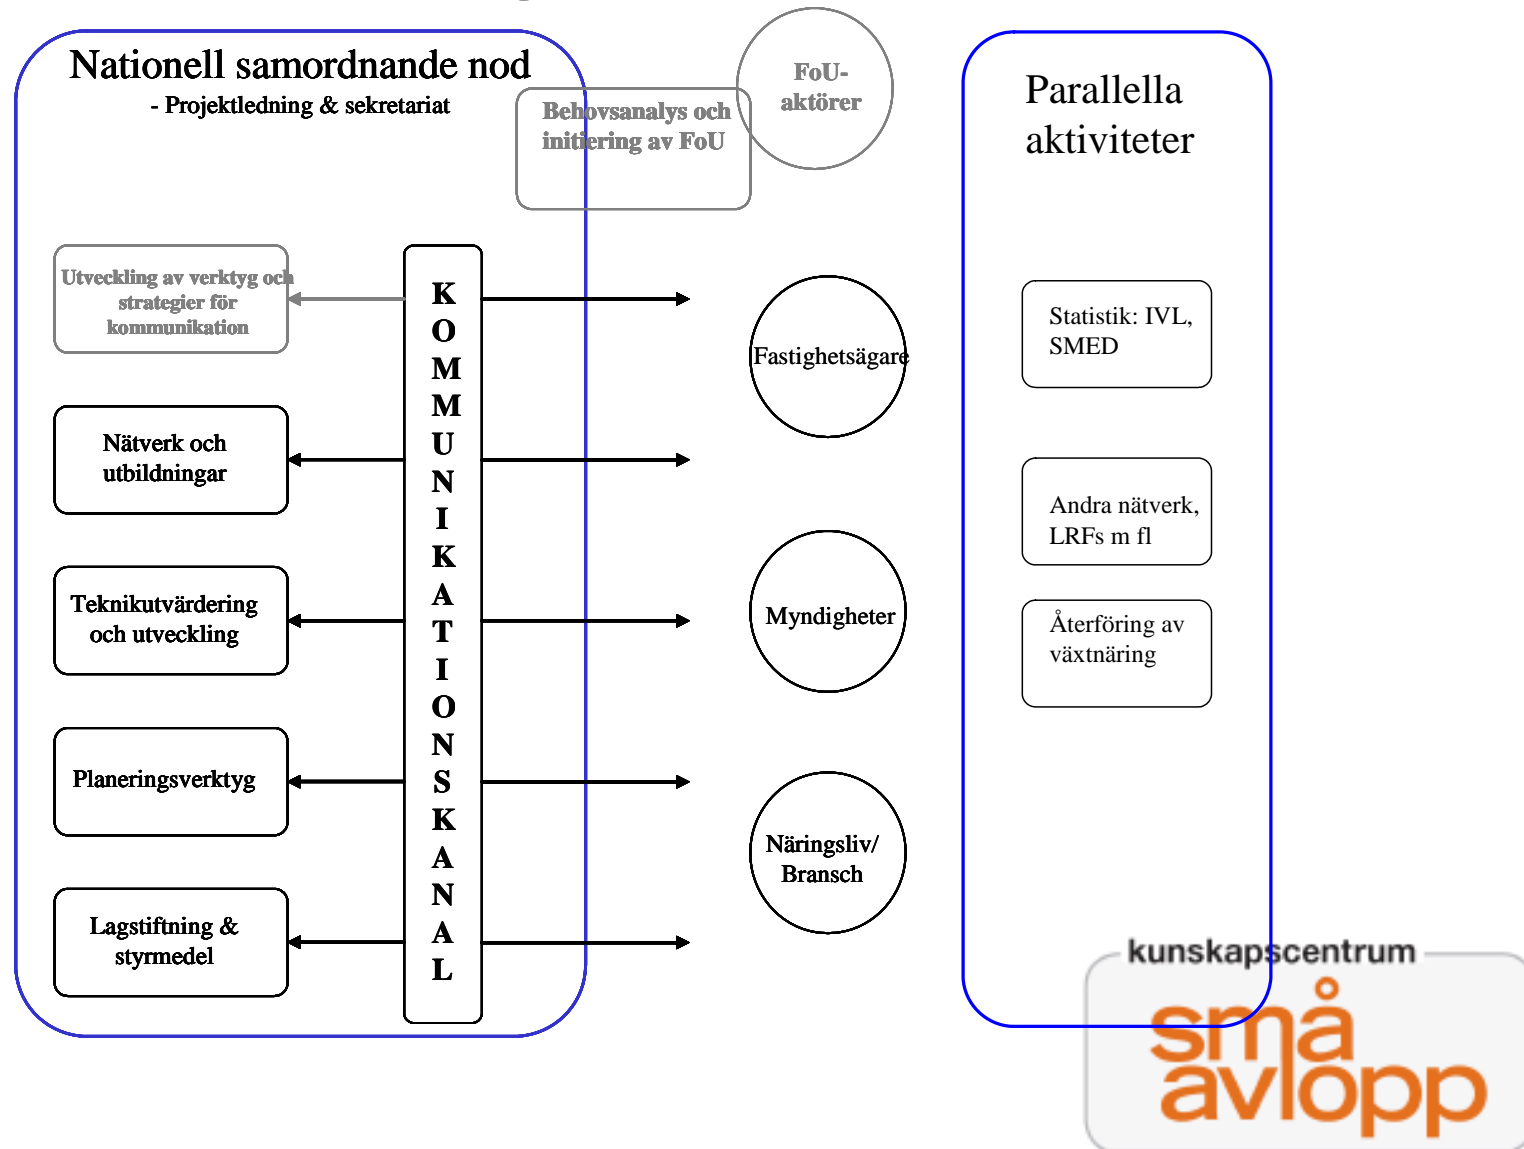 Nationell samordnande nod
- Projektledning & sekretariat
Behovsanalys och
initiering av FoU
FoU-
aktörer
Utveckling av verktyg och
strategier för
kommunikation
Nätverk och
utbildningar
Teknikutvärdering
och utveckling
Planeringsverktyg
Lagstiftning &
styrmedel
K
O
M
M
U
N
I
K
A
T
I
O
N
S
K
A
N
A
L
Fastighetsägare
Myndigheter
Näringsliv/
Bransch
Parallella
aktiviteter
Statistik: IVL,
SMED
Andra nätverk,
LRFs m fl
Återföring av
växtnäring
kunskapscentrum
små
avlopp